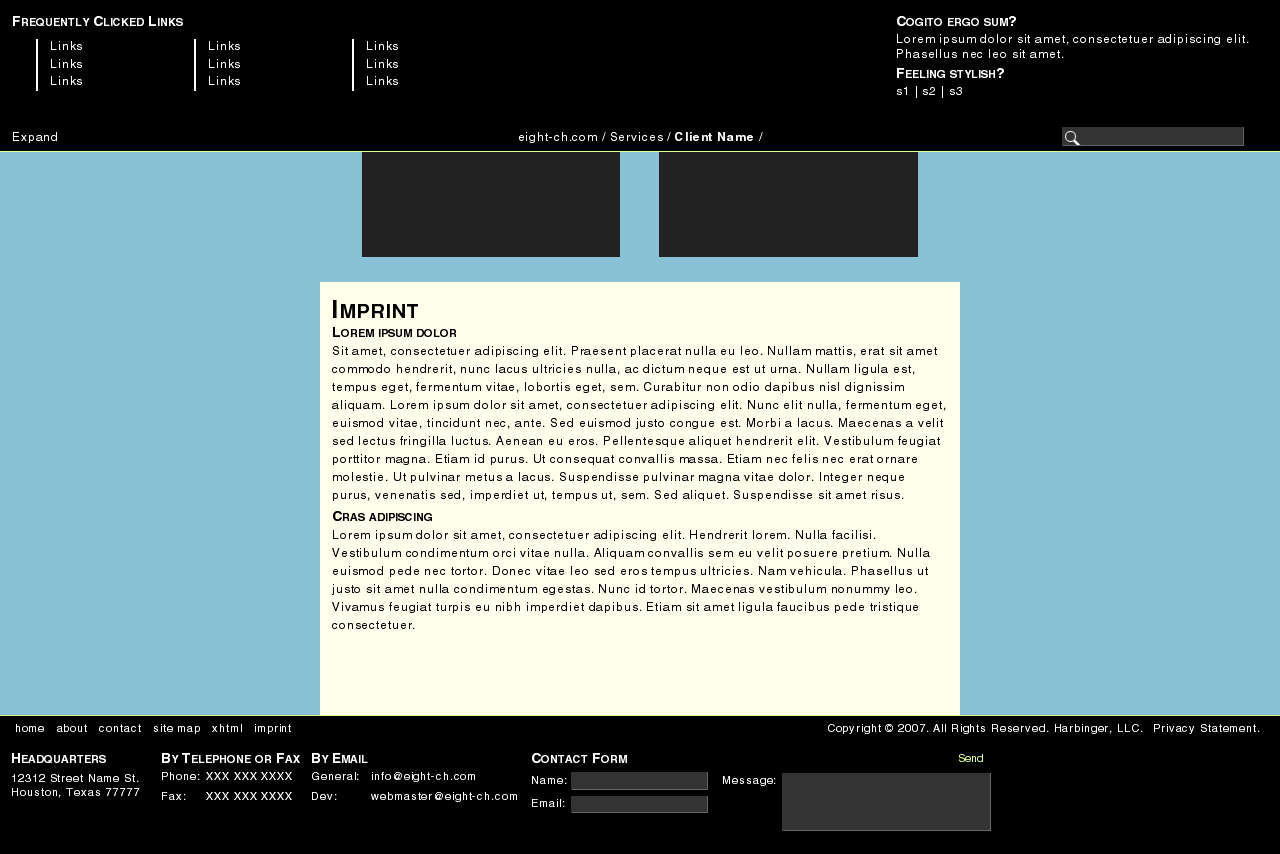 Frequently Clicked Links
Links Links Links
Links Links Links
Links Links Links
Cogito ergo sum?
Lorem ipsum dolor sit amet, consectetuer adipiscing elit.
Phasellus nec leo sit amet.
Feeling stylish?
s1 | s2 | s3
Expand
eight-ch.com / Services / Client Name /
Imprint
Lorem ipsum dolor
Sit amet, consectetuer adipiscing elit. Praesent placerat nulla eu leo. Nullam mattis, erat sit amet
commodo hendrerit, nunc lacus ultricies nulla, ac dictum neque est ut urna. Nullam ligula est,
tempus eget, fermentum vitae, lobortis eget, sem. Curabitur non odio dapibus nisl dignissim
aliquam. Lorem ipsum dolor sit amet, consectetuer adipiscing elit. Nunc elit nulla, fermentum eget,
euismod vitae, tincidunt nec, ante. Sed euismod justo congue est. Morbi a lacus. Maecenas a velit
sed lectus fringilla luctus. Aenean eu eros. Pellentesque aliquet hendrerit elit. Vestibulum feugiat
porttitor magna. Etiam id purus. Ut consequat convallis massa. Etiam nec felis nec erat ornare
molestie. Ut pulvinar metus a lacus. Suspendisse pulvinar magna vitae dolor. Integer neque
purus, venenatis sed, imperdiet ut, tempus ut, sem. Sed aliquet. Suspendisse sit amet risus.
Cras adipiscing
Lorem ipsum dolor sit amet, consectetuer adipiscing elit. Hendrerit lorem. Nulla facilisi.
Vestibulum condimentum orci vitae nulla. Aliquam convallis sem eu velit posuere pretium. Nulla
euismod pede nec tortor. Donec vitae leo sed eros tempus ultricies. Nam vehicula. Phasellus ut
justo sit amet nulla condimentum egestas. Nunc id tortor. Maecenas vestibulum nonummy leo.
Vivamus feugiat turpis eu nibh imperdiet dapibus. Etiam sit amet ligula faucibus pede tristique
consectetuer.
home about contact site map xhtml imprint
Copyright © 2007. All Rights Reserved. Harbinger, LLC. Privacy Statement.
Headquarters
12312 Street Name St.
Houston, Texas 77777
By Telephone or Fax
Phone: XXX XXX XXXX
Fax: XXX XXX XXXX
By Email
General: info@eight-ch.com
Dev: webmaster@eight-ch.com
Contact Form
Name:
Email:
Message:
Send